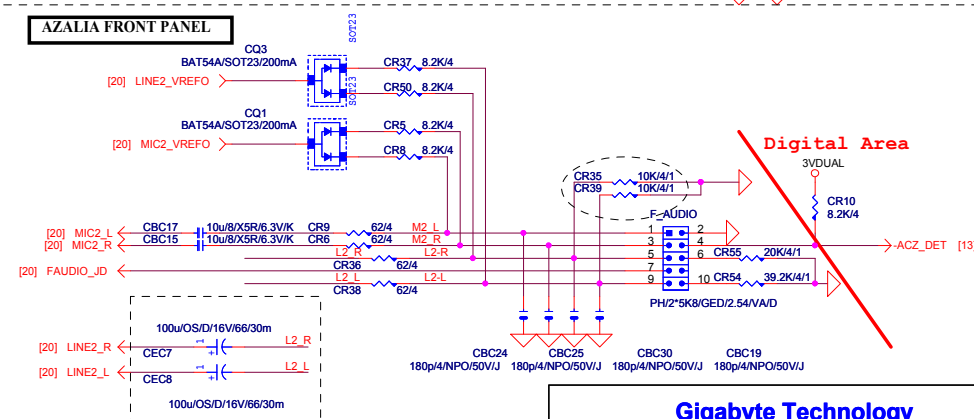 AZALIA FRONT PANEL
SOT23
CQ3
BAT54A/SOT23/200mA
[20] LINE2_VREFO
CR37 8.2K/4
SOT23
CR50 8.2K/4
CQ1
BAT54A/SOT23/200mA
[20] MIC2_VREFO
CR5 8.2K/4
CR8 8.2K/4
Digital Area
3VDUAL
CR35 10K/4/1
CR39 10K/4/1
CR10
8.2K/4
F_AUDIO
[20] MIC2_L CBC17 10u/8/X5R/6.3V/K CR9 62/4 M2_L 1 2
[20] MIC2_R CBC15 10u/8/X5R/6.3V/K CR6 62/4 M2_R 3 4 -ACZ_DET [13]
L2_R L2-R 5 6 CR55 20K/4/1
[20] FAUDIO_JD CR36 62/4 7
L2_L L2-L 9 10 CR54 39.2K/4/1
CR38 62/4
PH/2*5K8/GED/2.54/VA/D
100u/OS/D/16V/66/30m
[20] LINE2_R CEC7 1 + L2_R
[20] LINE2_L CEC8 1 + L2_L
100u/OS/D/16V/66/30m
CBC24 CBC25 CBC30 CBC19
180p/4/NPO/50V/J 180p/4/NPO/50V/J 180p/4/NPO/50V/J 180p/4/NPO/50V/J
Gigabyte Technology